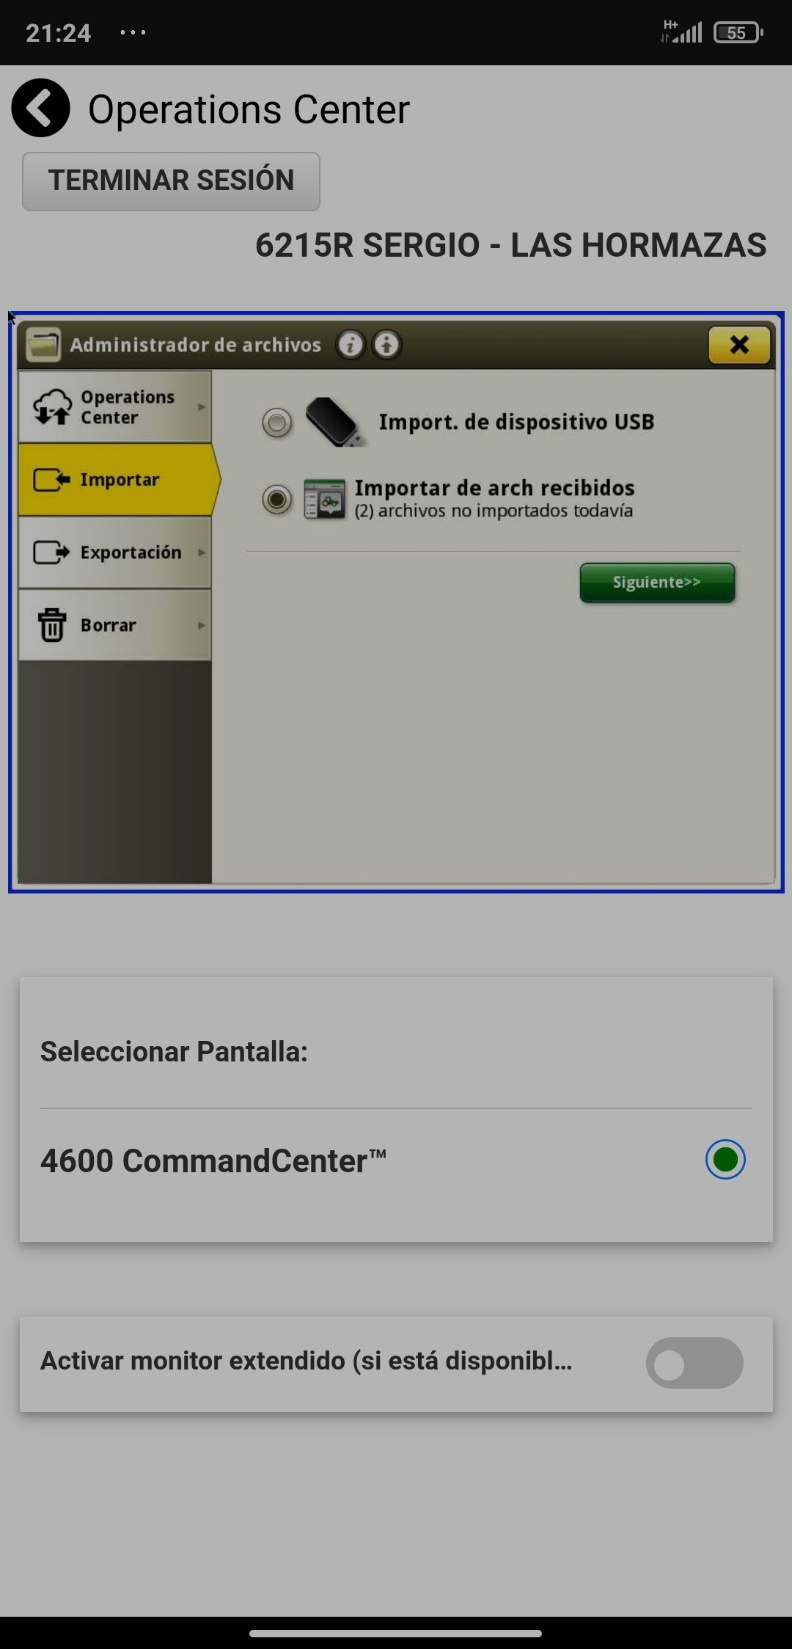 21:24 ... H+ 55
Operations Center
TERMINAR SESIÓN
6215R SERGIO - LAS HORMAZAS
Administrador de archivos
Operations
Center
Importar
Exportación
Borrar
Import. de dispositivo USB
Importar de arch recibidos
(2) archivos no importados todavía
Siguiente>>
Seleccionar Pantalla:
4600 CommandCenter™
Activar monitor extendido (si está disponibl...